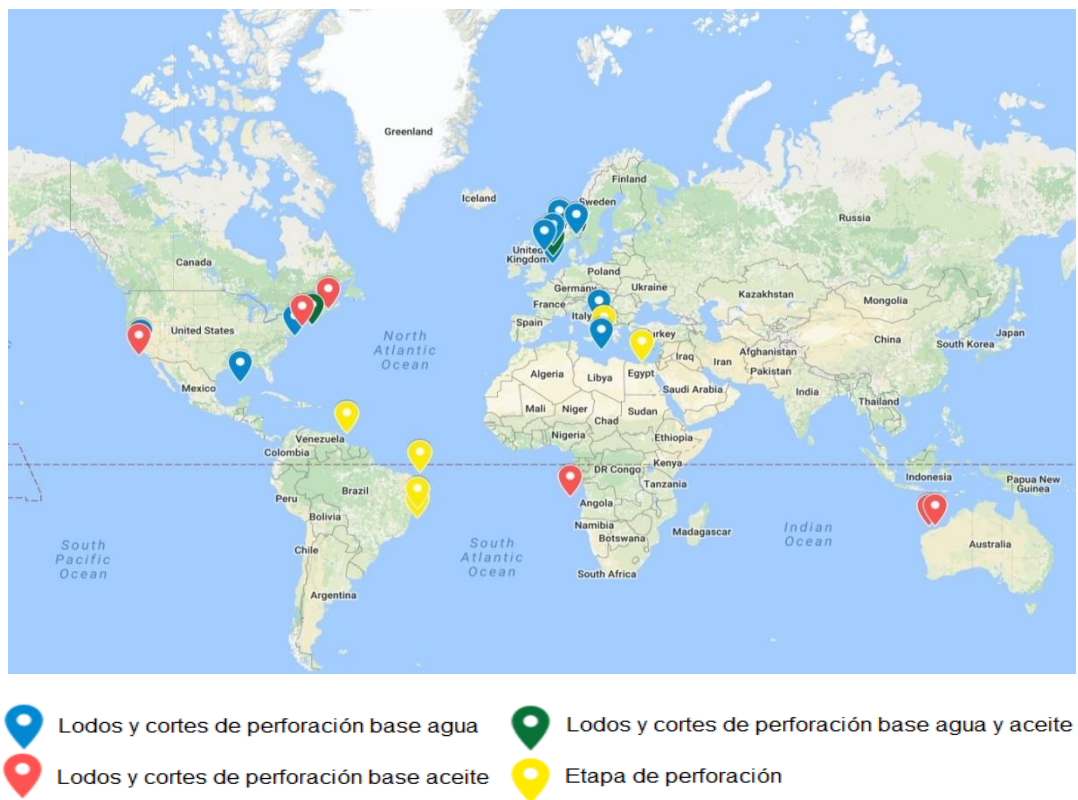 Greenland
Iceland
Finland
Sweden
Russia
Canada
United
Kingdom
Poland
Germany
Ukraine
Kazakhstan
Mongolia
France
Italy
Spain
Turkey
United States
North
Atlantic
Ocean
China
Japan
South Korea
Iraq
Iran
Afghanistan
Pakistan
Algeria
Libya
Egypt
Saudi Arabia
India
Mexico
Mali
Niger
Chad
Sudan
Thailand
Venezuela
Colombia
Nigeria
Ethiopia
DR Congo
Kenya
Tanzania
Indonesia
Papua New
Guinea
Peru
Brazil
Angola
Bolivia
Namibia
Botswana
Madagascar
Indian
Ocean
Australia
South
Pacific
Ocean
Chile
South
Atlantic
Ocean
South Africa
Argentina
Lodos y cortes de perforación base agua
Lodos y cortes de perforación base agua y aceite
Lodos y cortes de perforación base aceite
Etapa de perforación